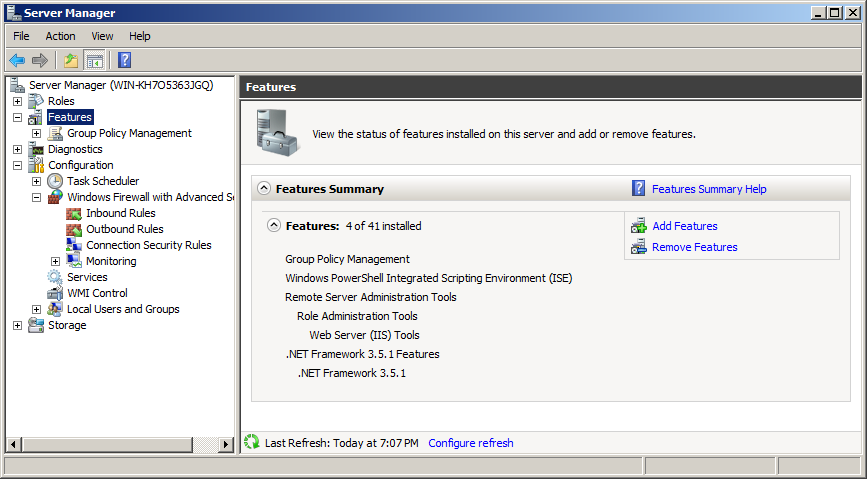 Server Manager
File Action View Help
Server Manager (WIN-KH7O5363JGQ)
Roles
Features
Group Policy Management
Diagnostics
Configuration
Task Scheduler
Windows Firewall with Advanced Se
Inbound Rules
Outbound Rules
Connection Security Rules
Monitoring
Services
WMI Control
Local Users and Groups
Storage
Features
View the status of features installed on this server and add or remove features.
Features Summary
Features Summary Help
Features: 4 of 41 installed
Add Features
Remove Features
Group Policy Management
Windows PowerShell Integrated Scripting Environment (ISE)
Remote Server Administration Tools
Role Administration Tools
Web Server (IIS) Tools
.NET Framework 3.5.1 Features
.NET Framework 3.5.1
Last Refresh: Today at 7:07 PM Configure refresh